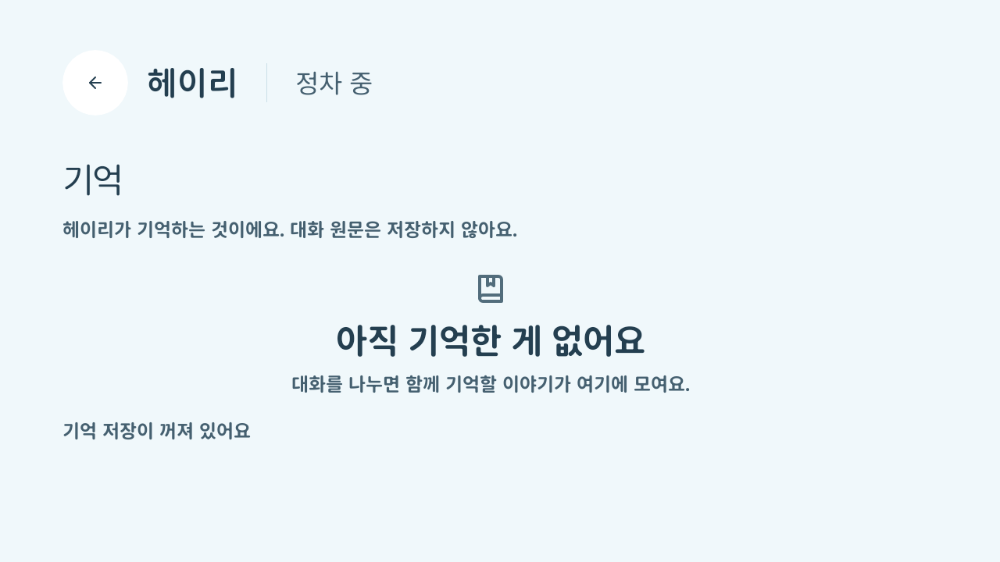 헤이리
정차 중
기억
헤이리가 기억하는 것이에요. 대화 원문은 저장하지 않아요.
아직 기억한 게 없어요
대화를 나누면 함께 기억할 이야기가 여기에 모여요.
기억 저장이 꺼져 있어요